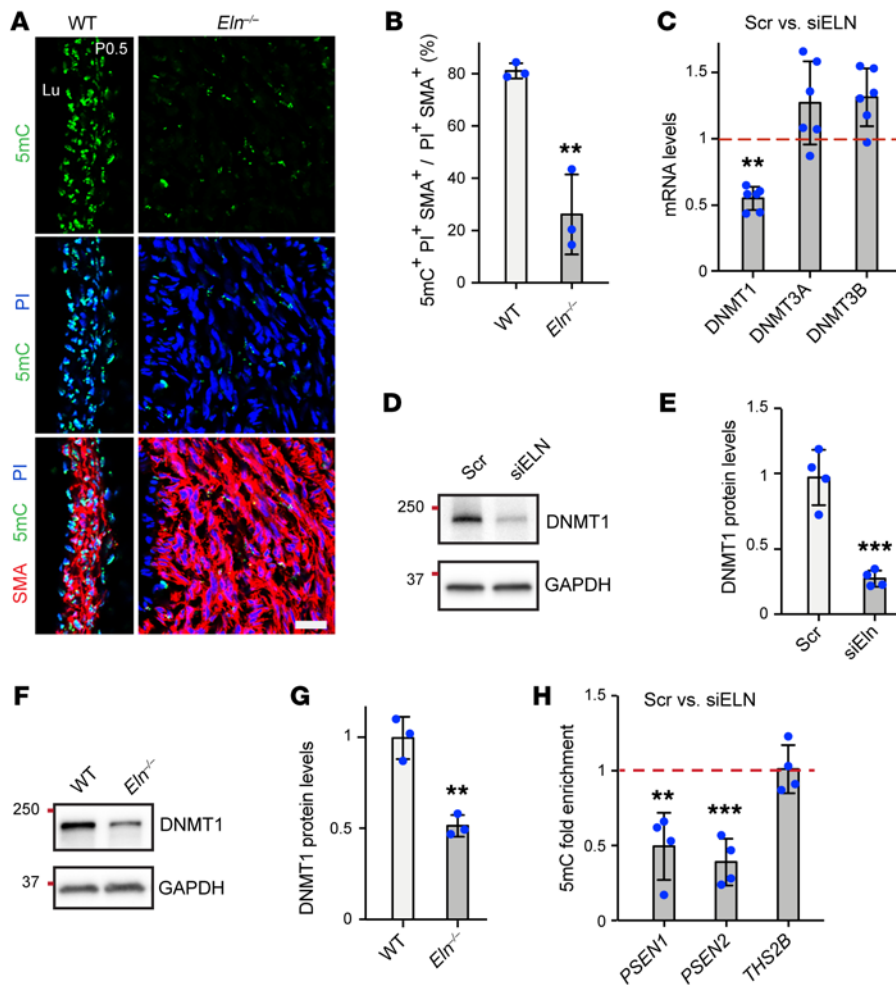 A
WT
Eln–/–
P0.5
Lu
5mC
5mC PI
SMA 5mC PI
B
5mC+ PI+ SMA+ / PI+ SMA+ (%)
80
60
40
20
0
**
WT
Eln–/–
C
Scr vs. siELN
mRNA levels
1.5
1
0.5
0
**
DNMT1
DNMT3A
DNMT3B
D
Scr
siELN
250
DNMT1
37
GAPDH
E
DNMT1 protein levels
1.5
1
0.5
0
***
Scr
siEln
F
WT
Eln–/–
250
DNMT1
37
GAPDH
G
DNMT1 protein levels
1
0.5
0
**
WT
Eln–/–
H
Scr vs. siELN
5mC fold enrichment
1.5
1
0.5
0
**
***
PSEN1
PSEN2
THS2B